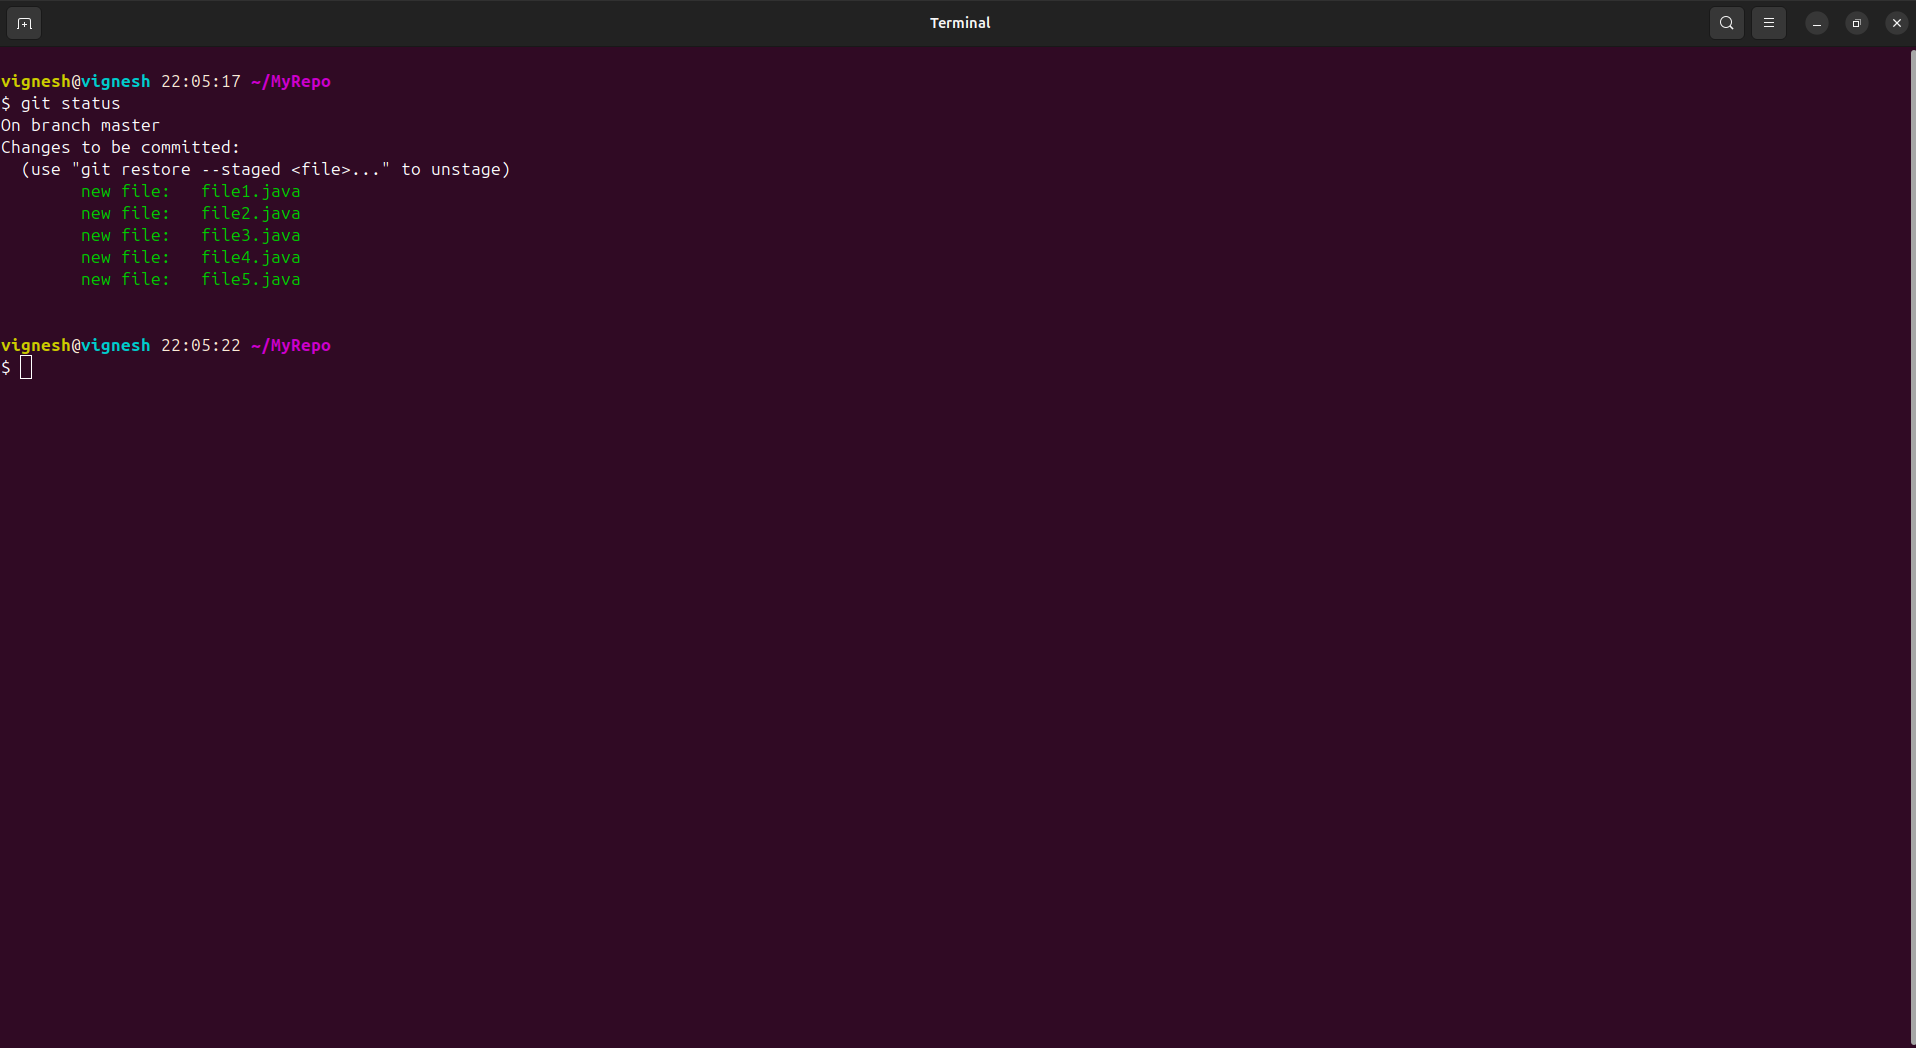 Terminal
vignesh@vignesh 22:05:17 ~/MyRepo
$ git status
On branch master
Changes to be committed:
  (use "git restore --staged <file>..." to unstage)
        new file:   file1.java
        new file:   file2.java
        new file:   file3.java
        new file:   file4.java
        new file:   file5.java
vignesh@vignesh 22:05:22 ~/MyRepo
$